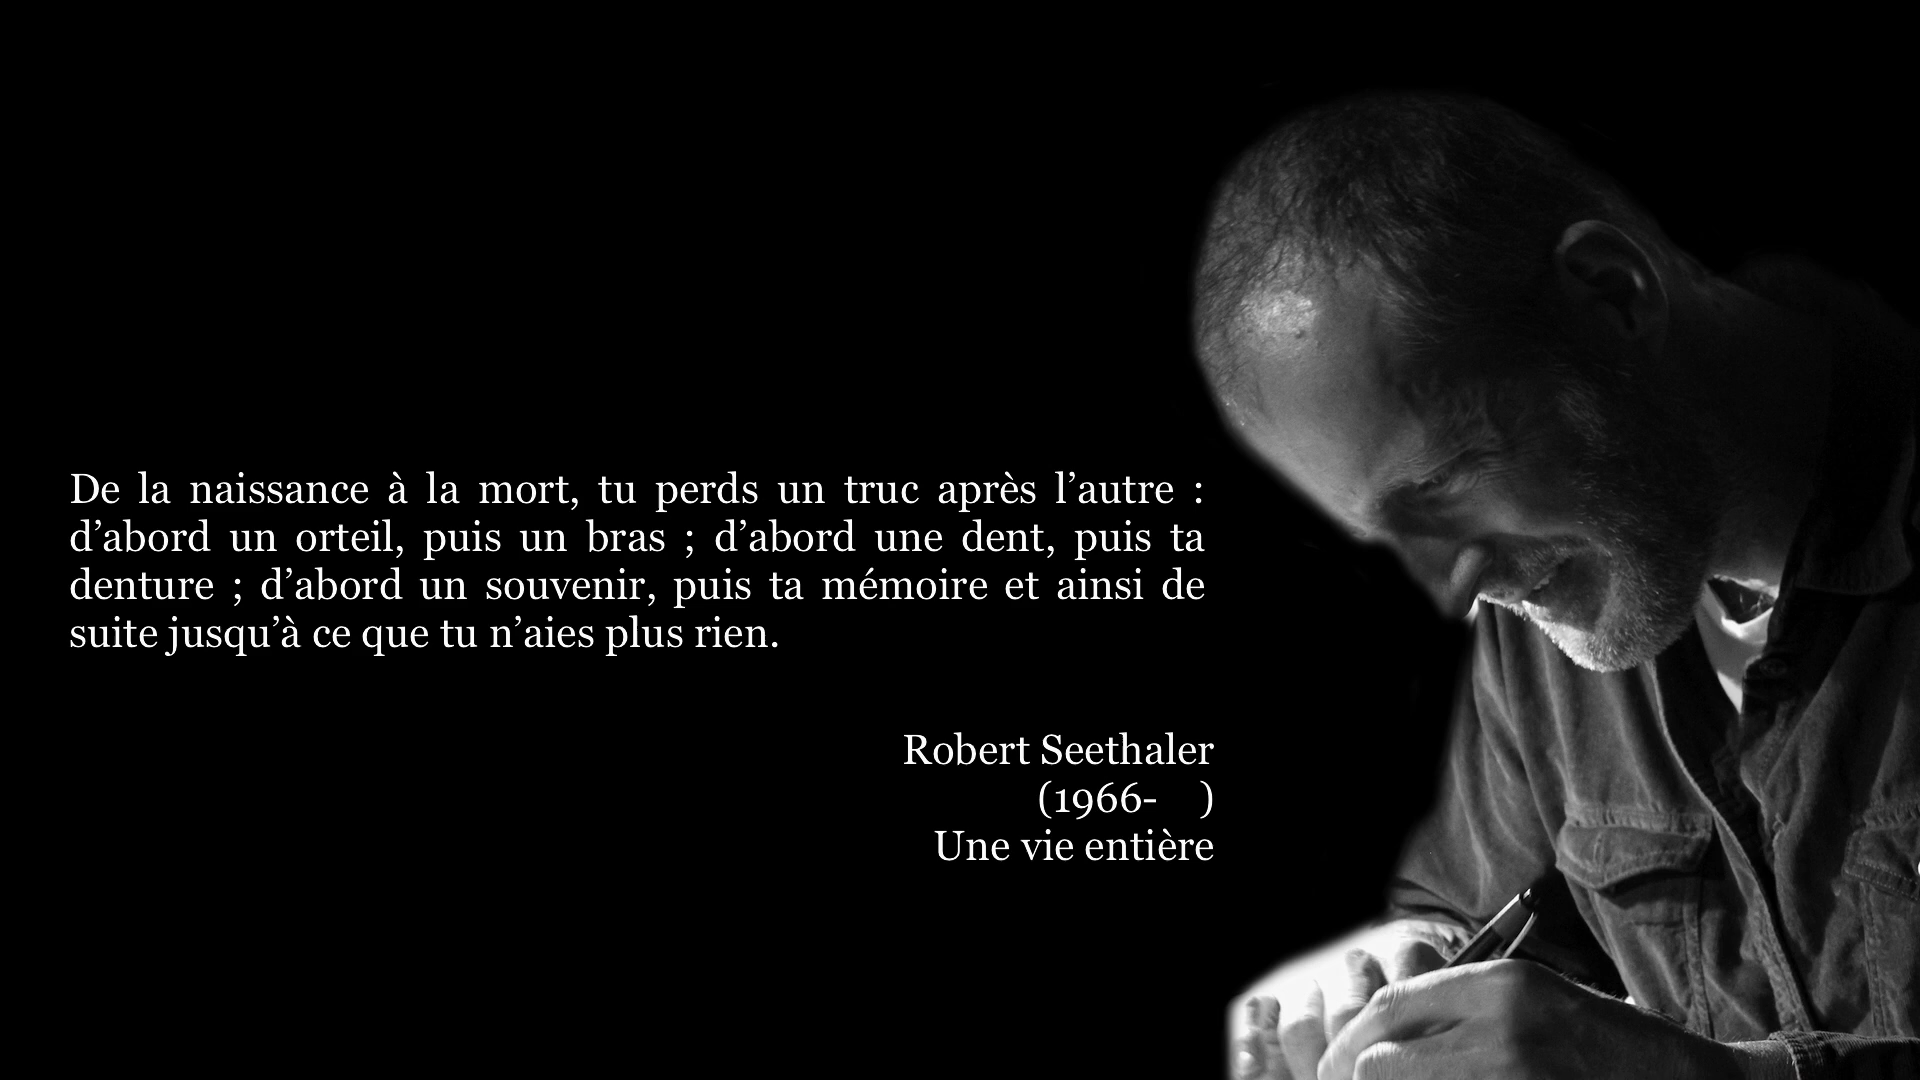 De la naissance à la mort, tu perds un truc après l’autre :
d’abord un orteil, puis un bras ; d’abord une dent, puis ta
denture ; d’abord un souvenir, puis ta mémoire et ainsi de
suite jusqu’à ce que tu n’aies plus rien.
Robert Seethaler
(1966-    )
Une vie entière